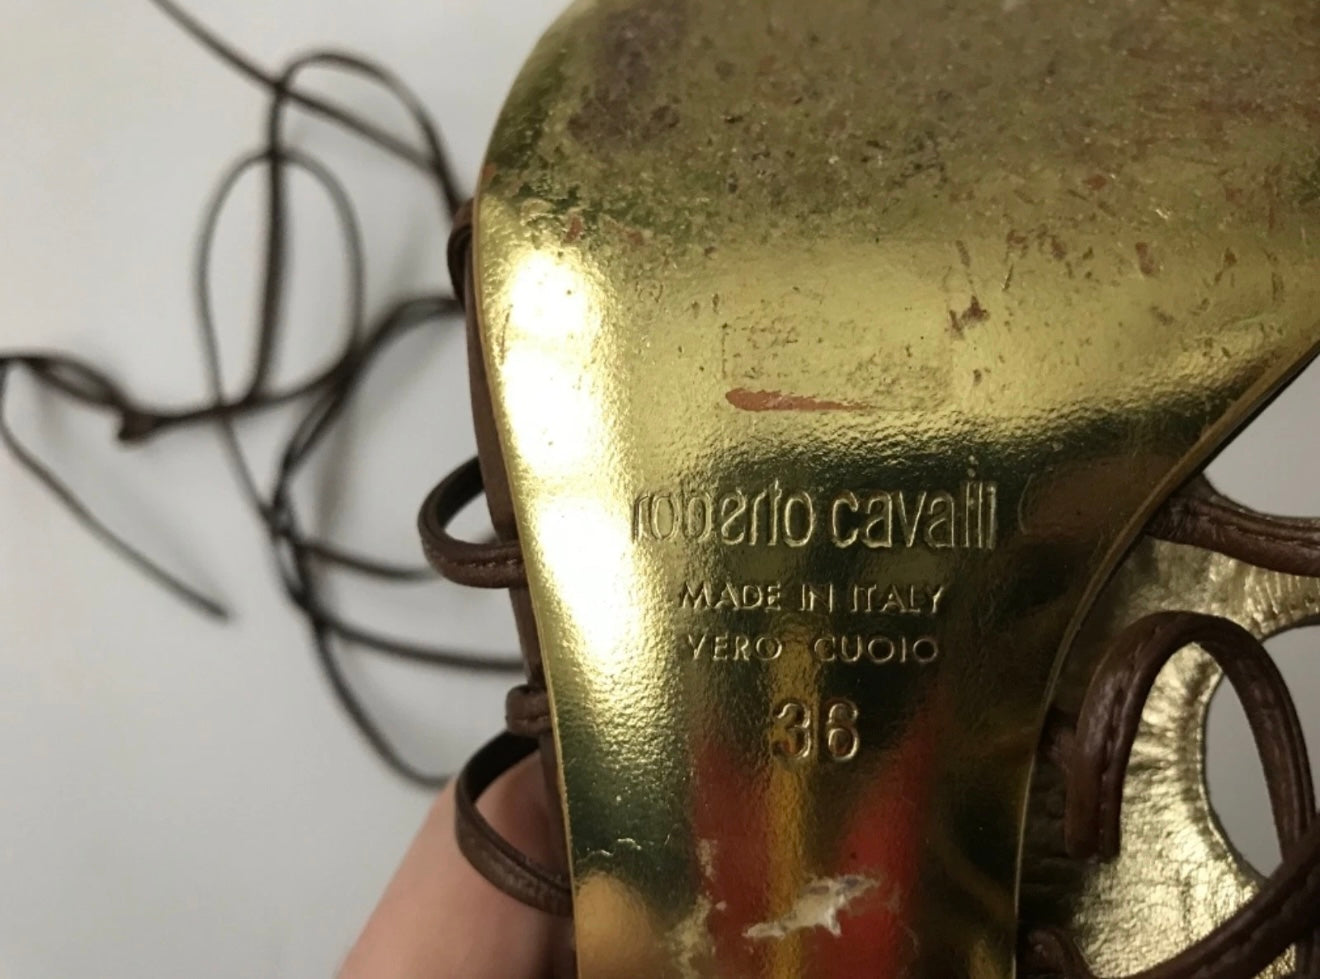 roberto cavalli
MADE IN ITALY
VERO CUOIO
36